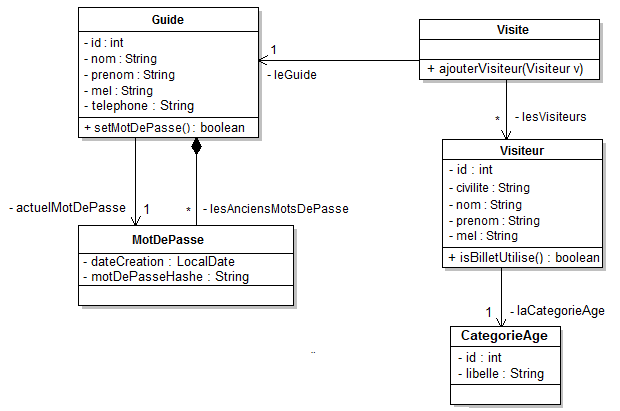 Guide
- id : int
- nom : String
- prenom : String
- mel : String
- telephone : String
+ setMotDePasse() : boolean
Visite
+ ajouterVisiteur(Visiteur v)
1
- leGuide
*
- lesVisiteurs
Visiteur
- id : int
- civilite : String
- nom : String
- prenom : String
- mel : String
+ isBilletUtilise() : boolean
- actuelMotDePasse
1
*
- lesAnciensMotsDePasse
MotDePasse
- dateCreation : LocalDate
- motDePasseHashe : String
1
- laCategorieAge
CategorieAge
- id : int
- libelle : String
..